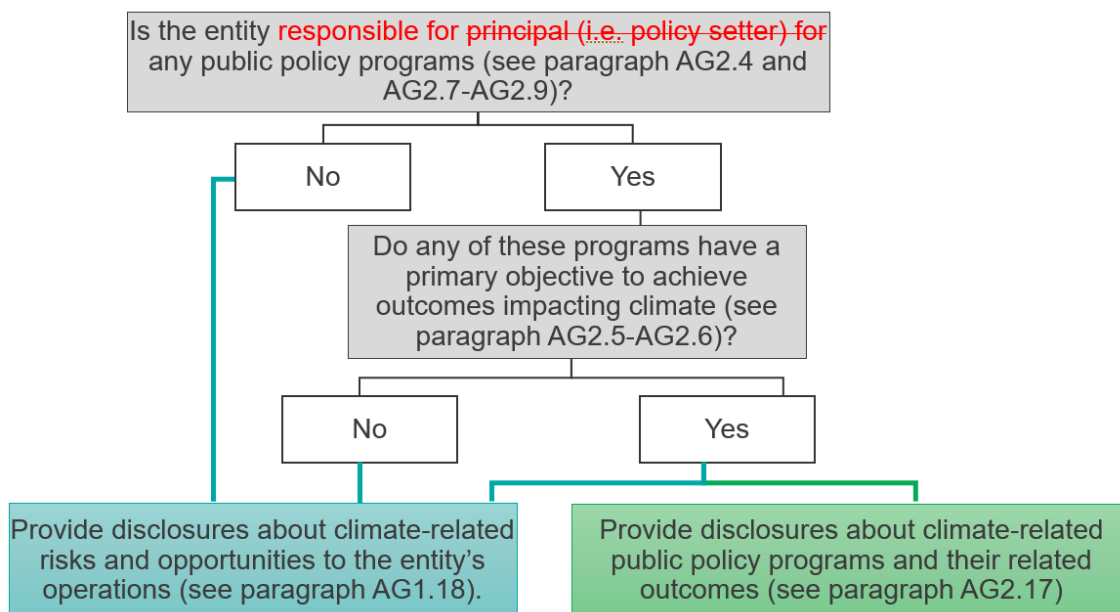 Is the entity responsible for principal (i.e. policy setter) for
any public policy programs (see paragraph AG2.4 and
AG2.7-AG2.9)?
No
Yes
Do any of these programs have a
primary objective to achieve
outcomes impacting climate (see
paragraph AG2.5-AG2.6)?
No
Yes
Provide disclosures about climate-related
risks and opportunities to the entity’s
operations (see paragraph AG1.18).
Provide disclosures about climate-related
public policy programs and their related
outcomes (see paragraph AG2.17)